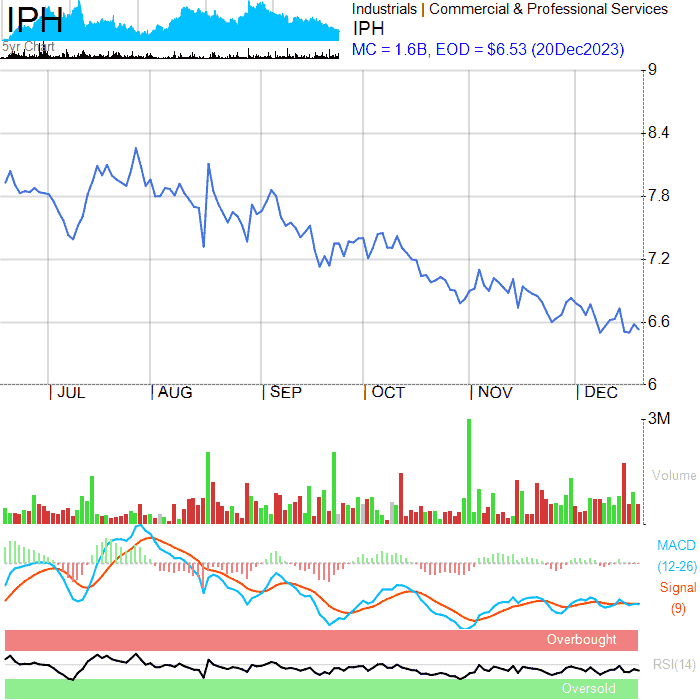 IPH
5yr Chart
Industrials | Commercial & Professional Services
IPH
MC = 1.6B, EOD = $6.53 (20Dec2023)
9
8.4
7.8
7.2
6.6
6
JUL
AUG
SEP
OCT
NOV
DEC
3M
Volume
MACD
(12-26)
Signal
(9)
Overbought
RSI(14)
Oversold